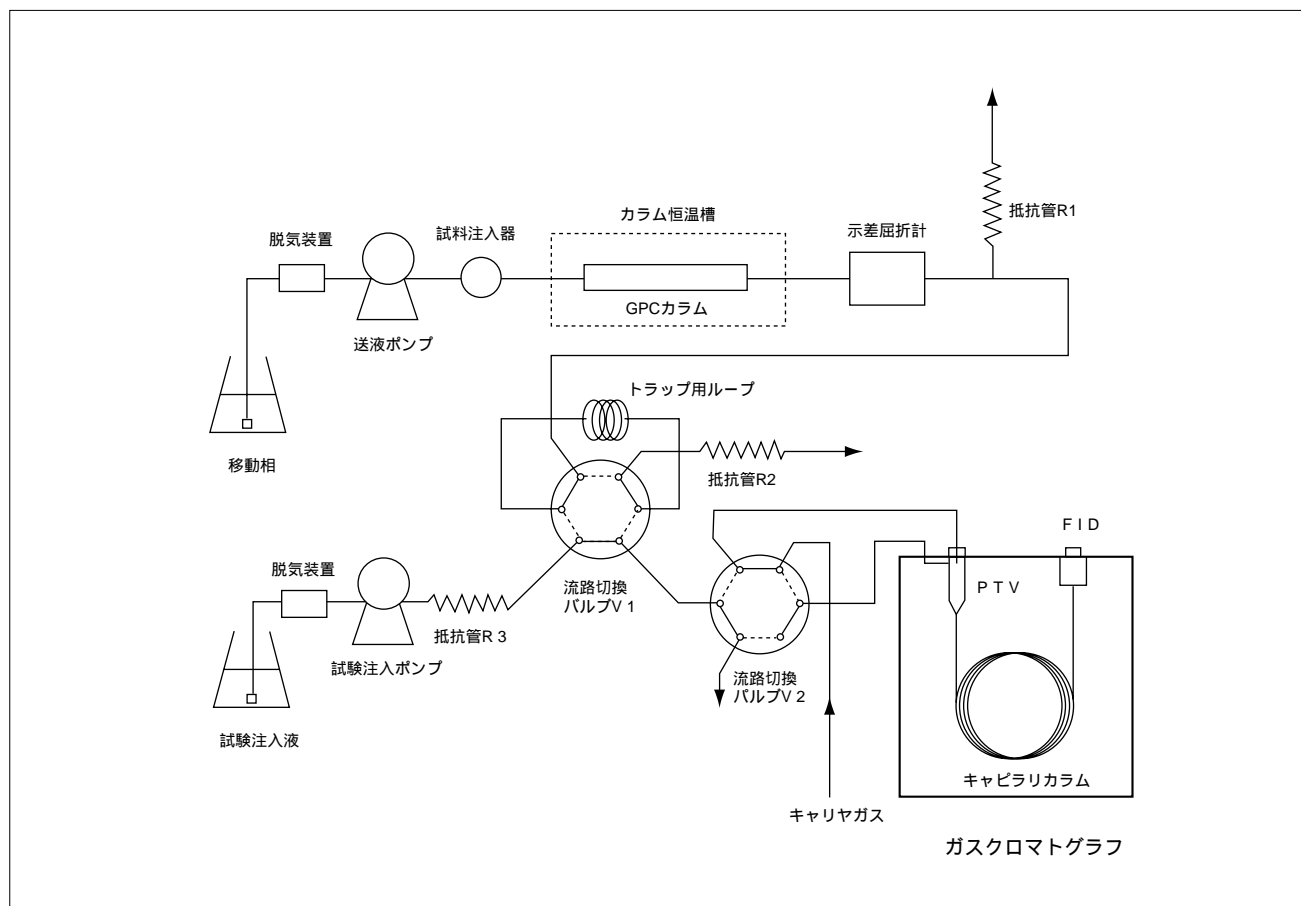 抵抗管R1
カラム恒温槽
試料注入器
示差屈折計
脱気装置
GPCカラム
送液ポンプ
トラップ用ループ
移動相
抵抗管R2
F I D
脱気装置
流路切換
バルブV 1
P T V
抵抗管R 3
試験注入ポンプ
流路切換
バルブV 2
試験注入液
キャピラリカラム
キャリヤガス
ガスクロマトグラフ